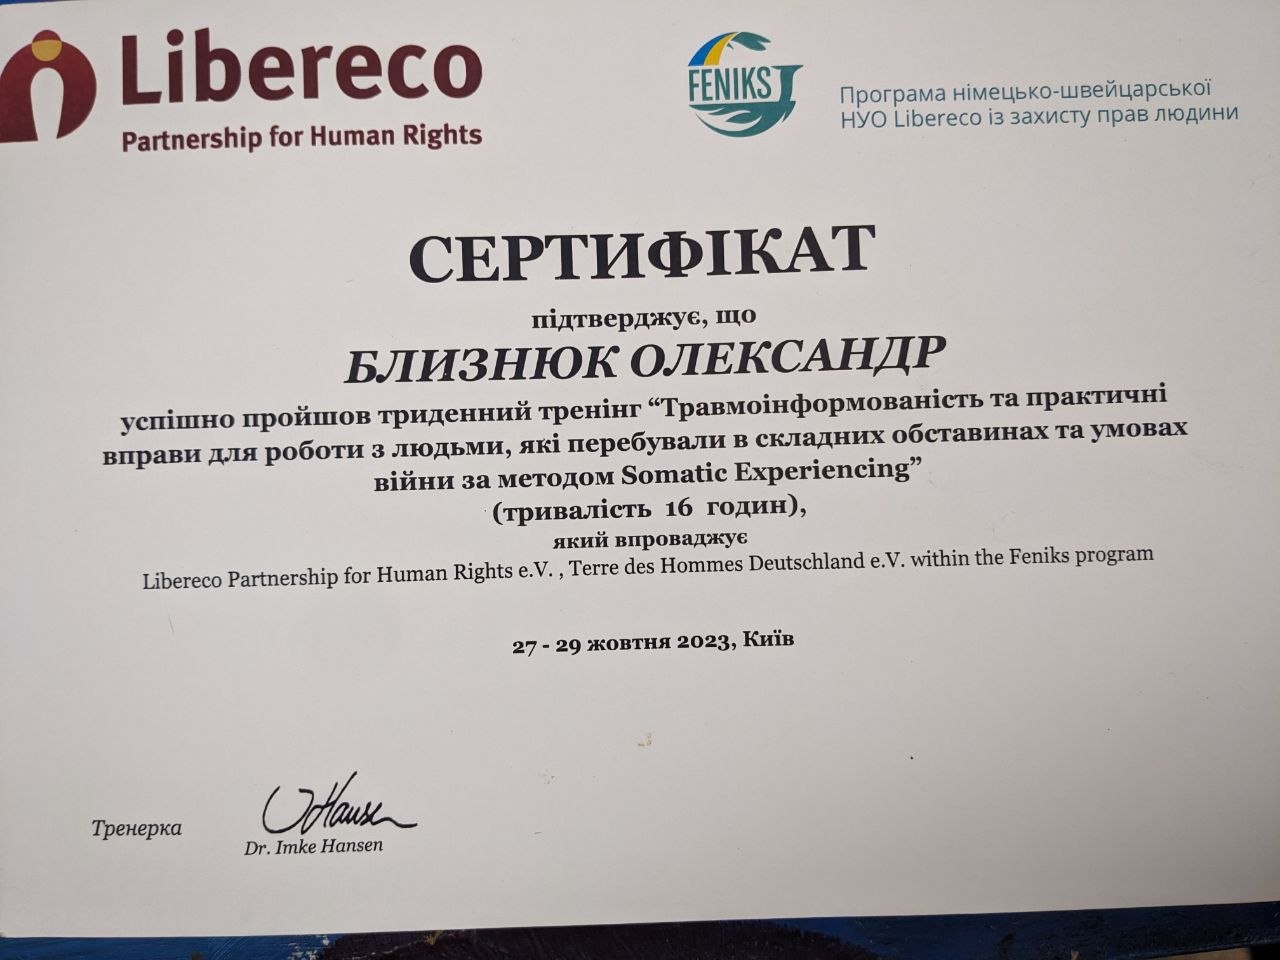 Libereco
Partnership for Human Rights
FENIKS
Програма німецько-швейцарської
НУО Libereco із захисту прав людини
СЕРТИФІКАТ
підтверджує, що
БЛИЗНЮК ОЛЕКСАНДР
успішно пройшов триденний тренінг “Травмоінформованість та практичні
вправи для роботи з людьми, які перебували в складних обставинах та умовах
війни за методом Somatic Experiencing”
(тривалість 16 годин),
який впроваджує
Libereco Partnership for Human Rights e.V. , Terre des Hommes Deutschland e.V. within the Feniks program
27 - 29 жовтня 2023, Київ
Тренерка
Dr. Imke Hansen